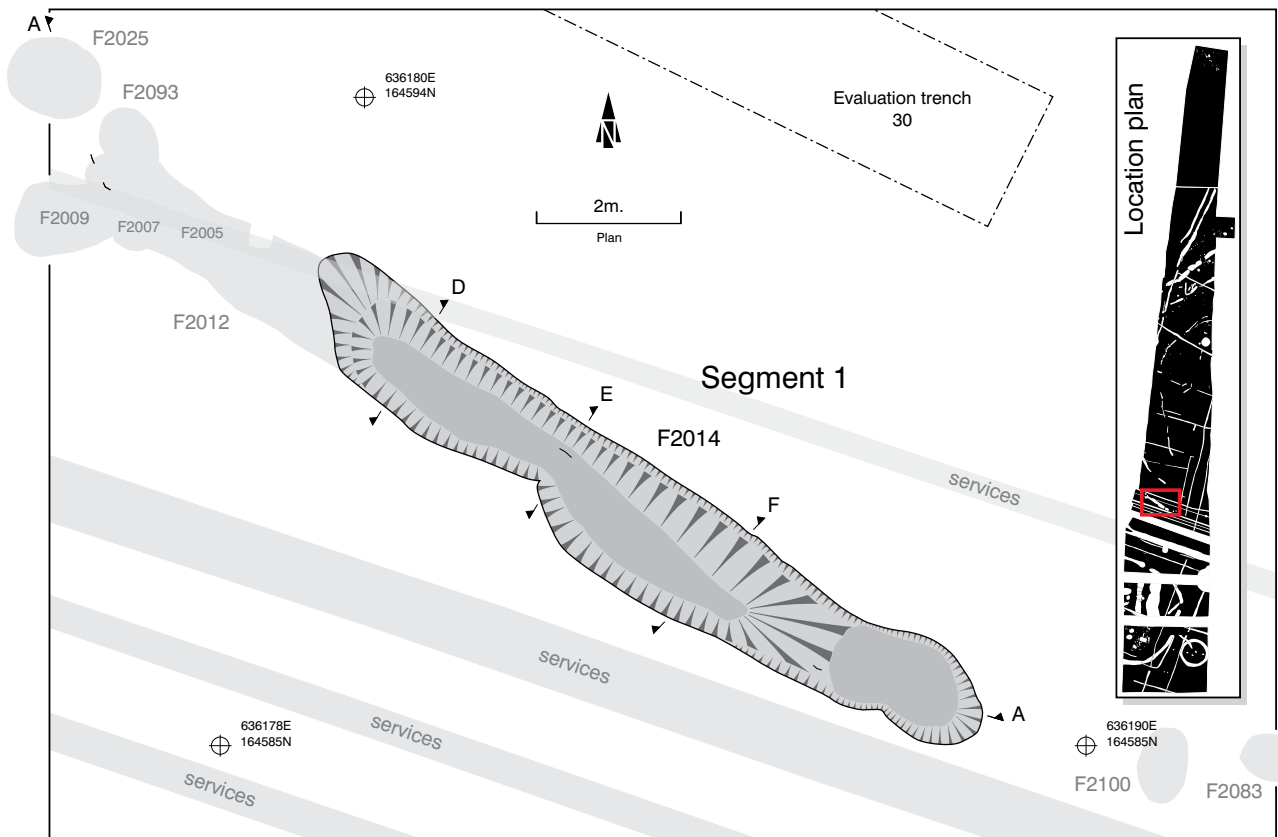 A
F2025
F2093
636180E
164594N
Evaluation trench
30
N
Location plan
2m.
Plan
F2009
F2007
F2005
F2012
D
Segment 1
E
F2014
F
services
services
A
636178E
164585N
services
services
636190E
164585N
F2100
F2083